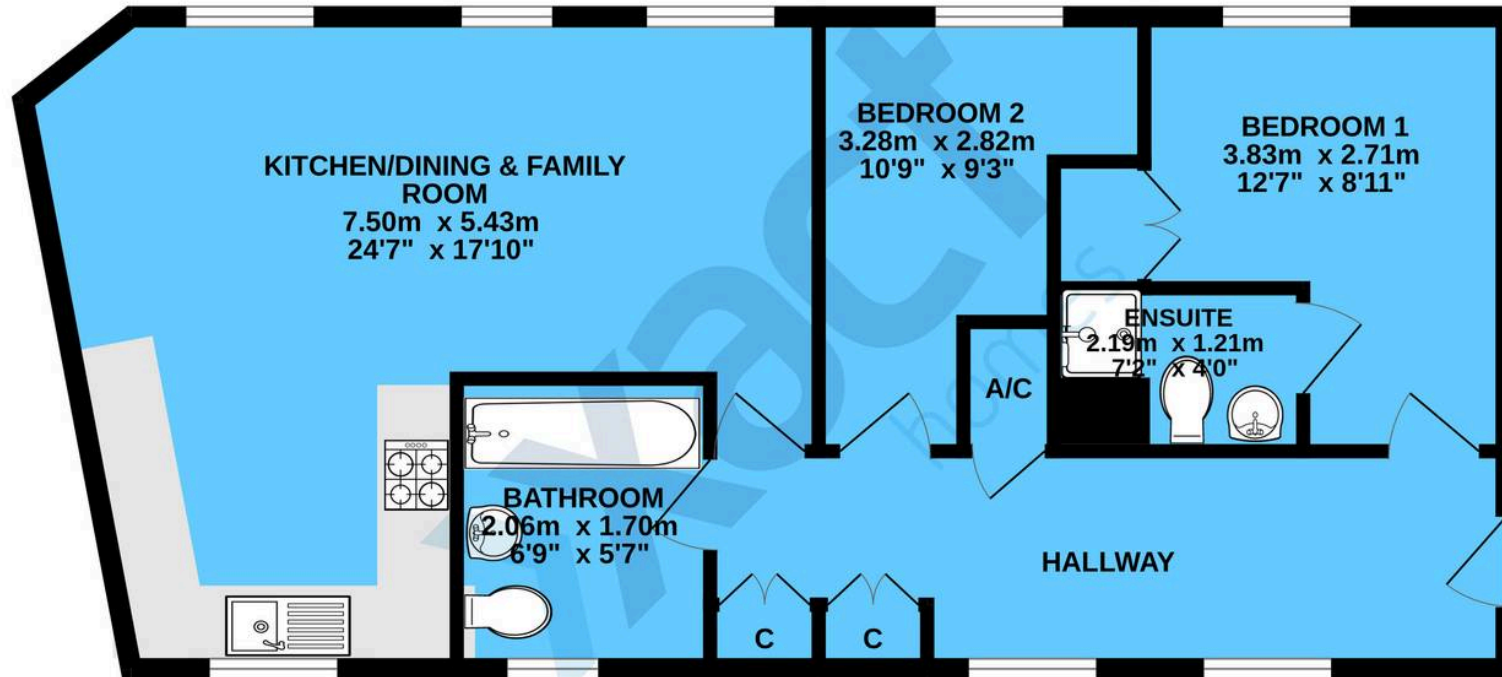 KITCHEN/DINING & FAMILY
ROOM
7.50m x 5.43m
24'7" x 17'10"
BEDROOM 2
3.28m x 2.82m
10'9" x 9'3"
BEDROOM 1
3.83m x 2.71m
12'7" x 8'11"
ENSUITE
2.19m x 1.21m
7'2" x 4'0"
A/C
BATHROOM
2.06m x 1.70m
6'9" x 5'7"
HALLWAY
C
C
xact
homes